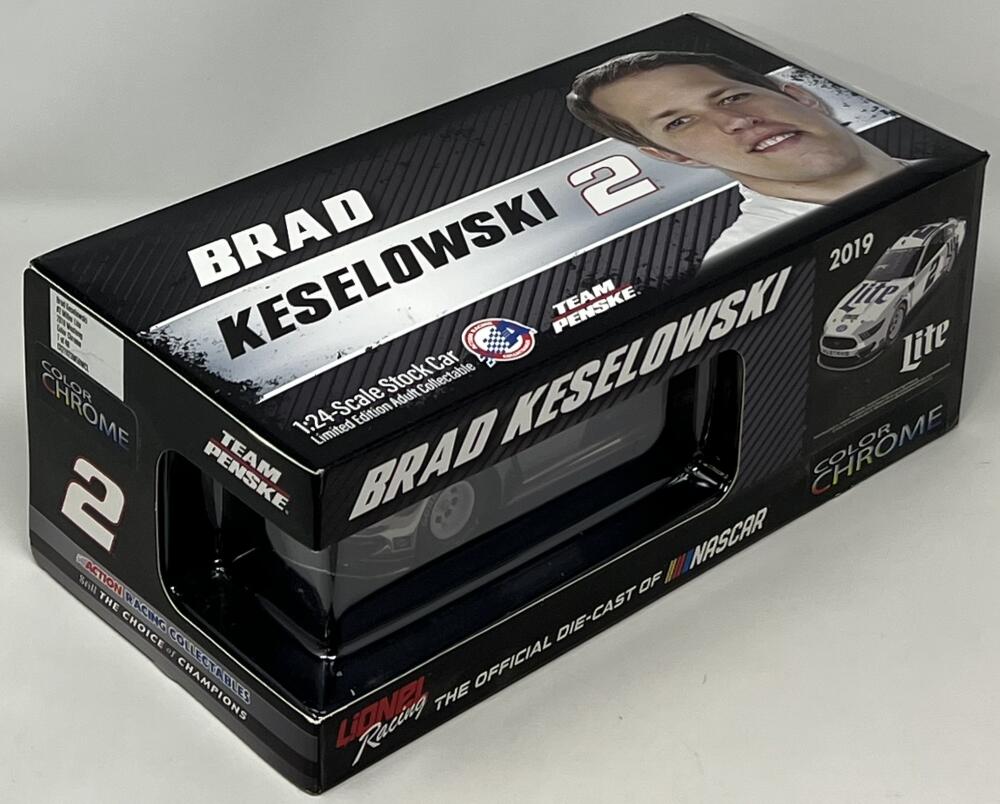 BRAD
KESELOWSKI
2
1:24-Scale Stock Car
Limited Edition Adult Collectable
TEAM
PENSKE
BRAD KESELOWSKI
2019
Lite
2
Lite
COLOR
CHROME
COLOR
CHROME
2
TEAM
PENSKE
ACTION RACING COLLECTABLES
Still THE CHOICE of CHAMPIONS
LIONEL
Racing
THE OFFICIAL DIE-CAST OF NASCAR